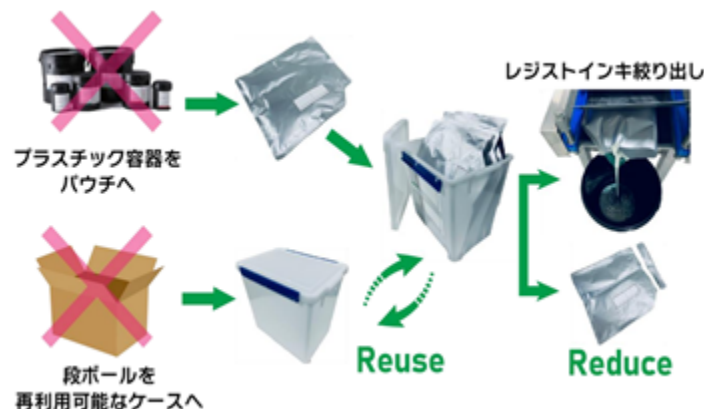 レジストインキ絞り出し
プラスチック容器を
パウチへ
Reuse
Reduce
段ボールを
再利用可能なケースへ